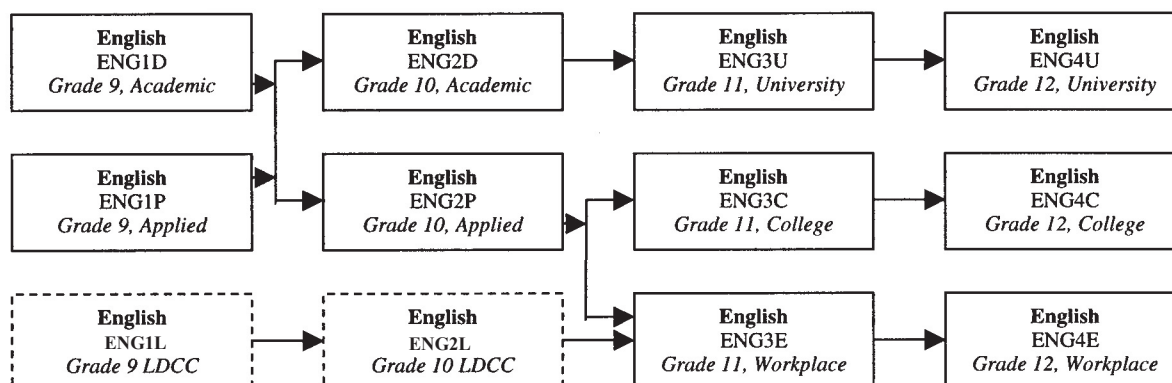 English
ENG1D
Grade 9, Academic
English
ENG2D
Grade 10, Academic
English
ENG3U
Grade 11, University
English
ENG4U
Grade 12, University
English
ENG1P
Grade 9, Applied
English
ENG2P
Grade 10, Applied
English
ENG3C
Grade 11, College
English
ENG4C
Grade 12, College
English
ENG1L
Grade 9 LDCC
English
ENG2L
Grade 10 LDCC
English
ENG3E
Grade 11, Workplace
English
ENG4E
Grade 12, Workplace